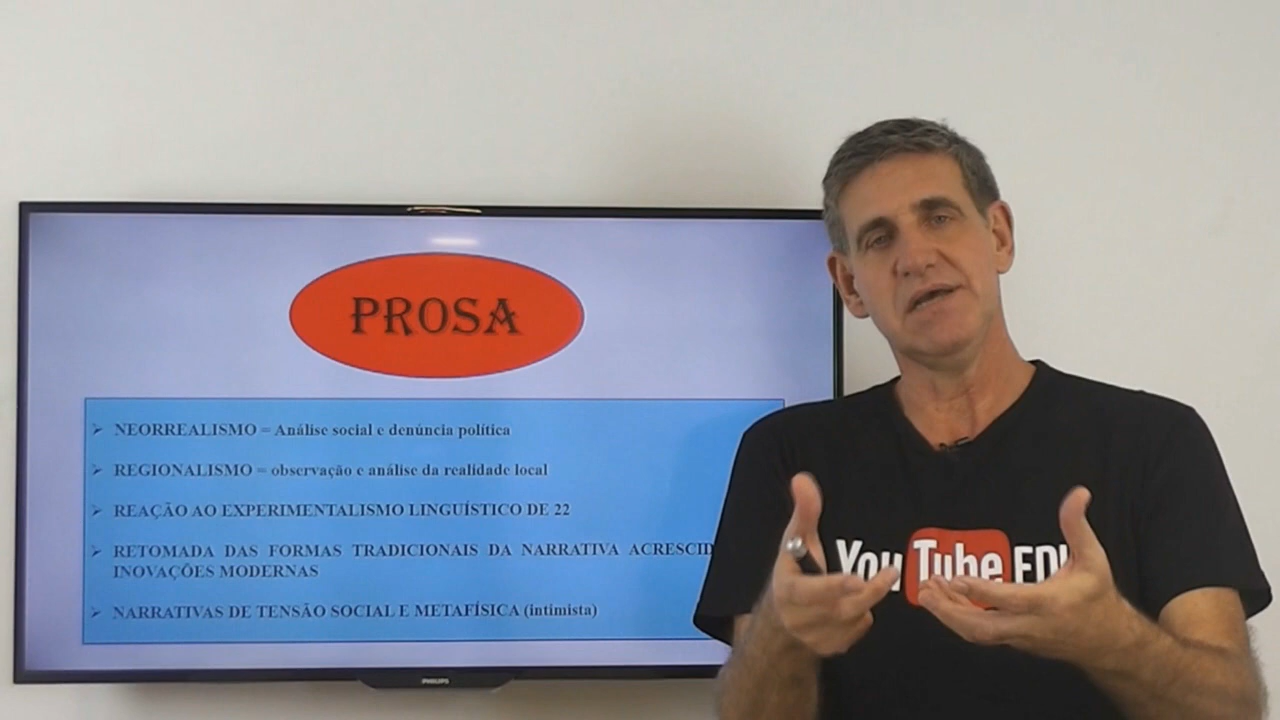 PROSA
➢ NEORREALISMO = Análise social e denúncia política
➢ REGIONALISMO = observação e análise da realidade local
➢ REAÇÃO AO EXPERIMENTALISMO LINGUÍSTICO DE 22
➢ RETOMADA DAS FORMAS TRADICIONAIS DA NARRATIVA
INOVAÇÕES MODERNAS
➢ NARRATIVAS DE TENSÃO SOCIAL E METAFÍSICA (intimista)
PHILIPS
YouTube